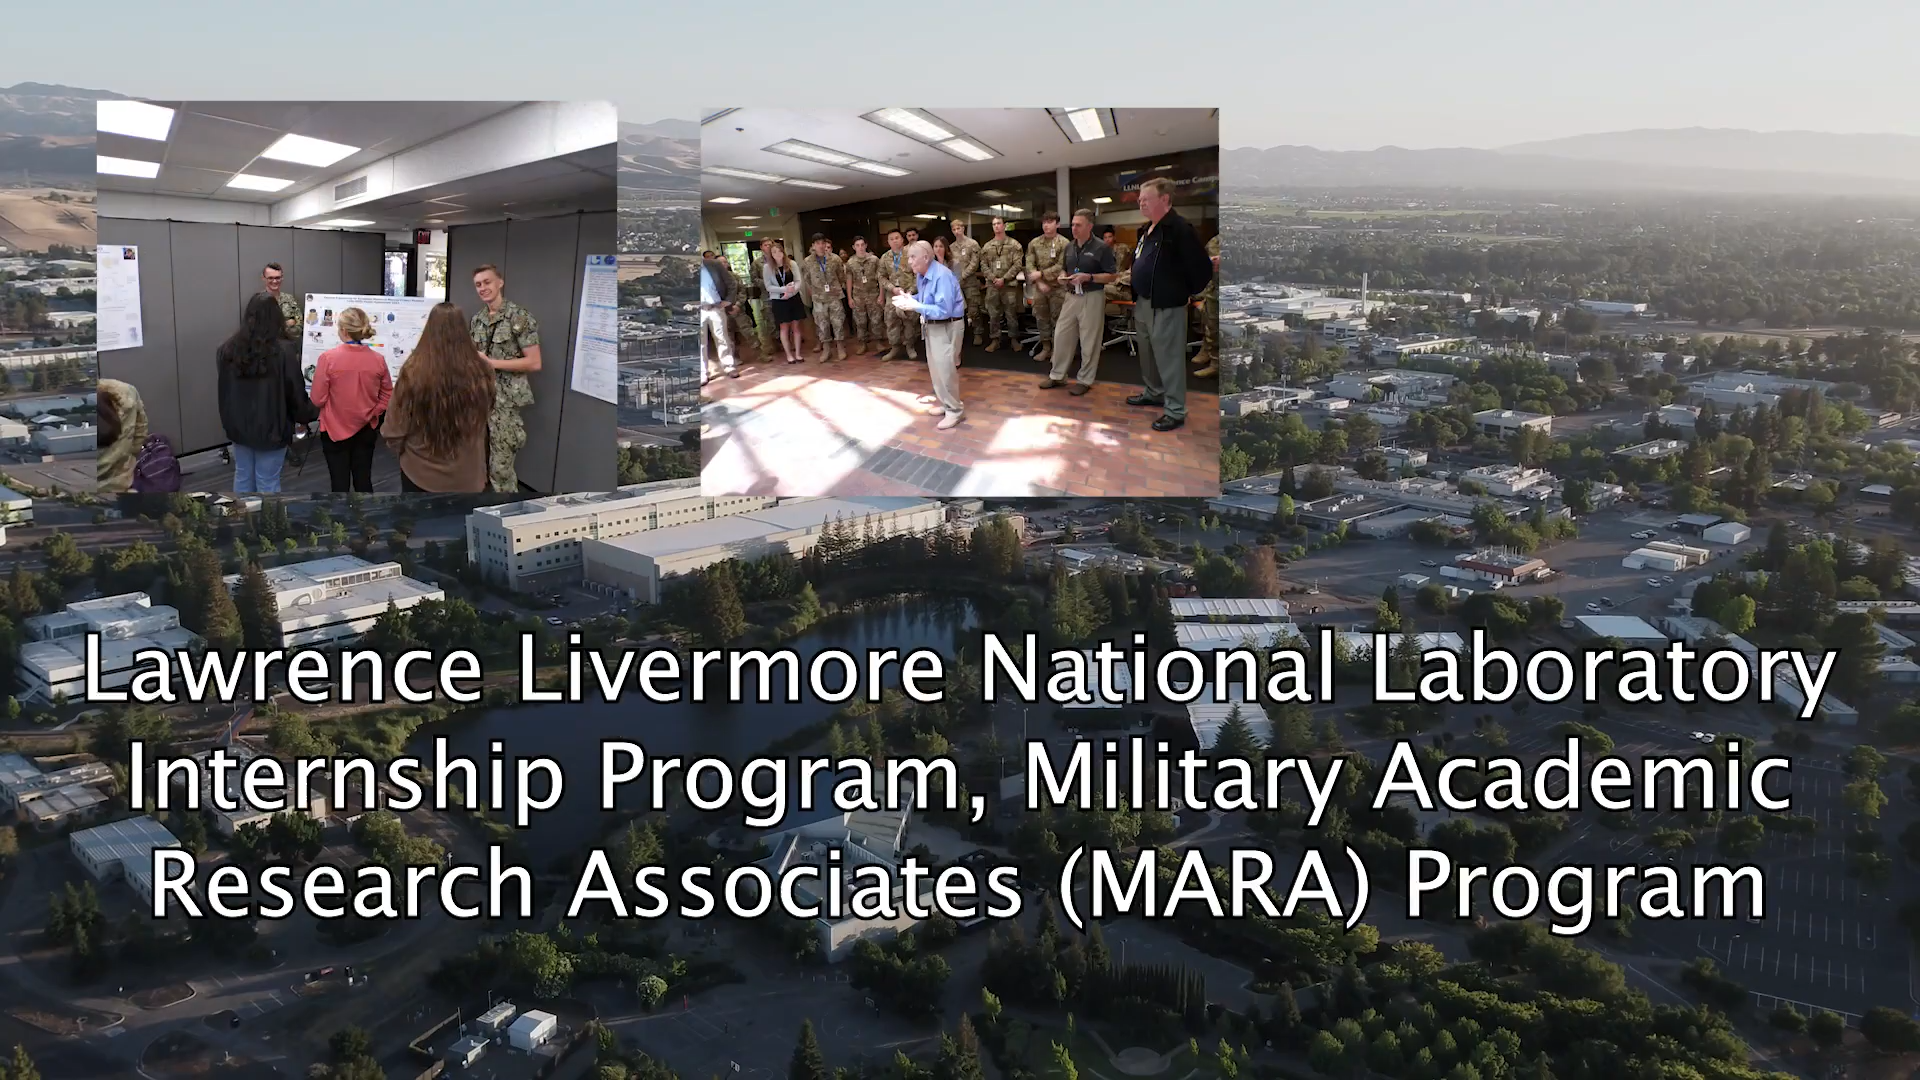 Lawrence Livermore National Laboratory
Internship Program, Military Academic
Research Associates (MARA) Program